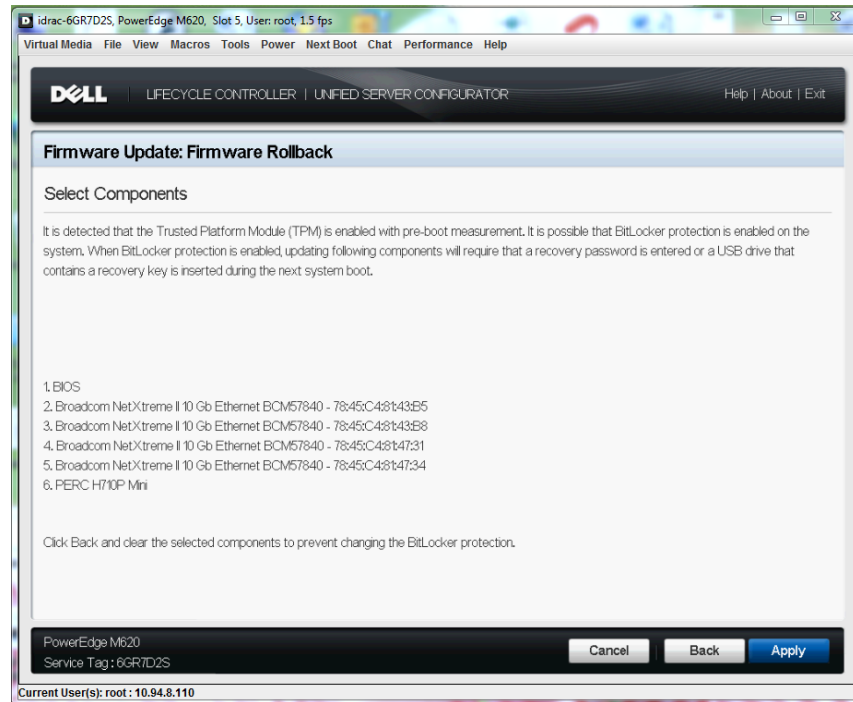 idrac-6GR7D2S, PowerEdge M620, Slot 5, User: root, 1.5 fps
Virtual Media File View Macros Tools Power Next Boot Chat Performance Help
DELL LIFECYCLE CONTROLLER | UNIFIED SERVER CONFIGURATOR Help | About | Exit
Firmware Update: Firmware Rollback
Select Components
It is detected that the Trusted Platform Module (TPM) is enabled with pre-boot measurement. It is possible that BitLocker protection is enabled on the
system. When BitLocker protection is enabled, updating following components will require that a recovery password is entered or a USB drive that
contains a recovery key is inserted during the next system boot.
1. BIOS
2. Broadcom NetXtreme II 10 Gb Ethernet BCM57840 - 78:45:C4:81:43:B5
3. Broadcom NetXtreme II 10 Gb Ethernet BCM57840 - 78:45:C4:81:43:B8
4. Broadcom NetXtreme II 10 Gb Ethernet BCM57840 - 78:45:C4:81:47:31
5. Broadcom NetXtreme II 10 Gb Ethernet BCM57840 - 78:45:C4:81:47:34
6. PERC H710P Mini
Click Back and clear the selected components to prevent changing the BitLocker protection.
PowerEdge M620
Service Tag : 6GR7D2S
Cancel Back Apply
Current User(s): root : 10.94.8.110